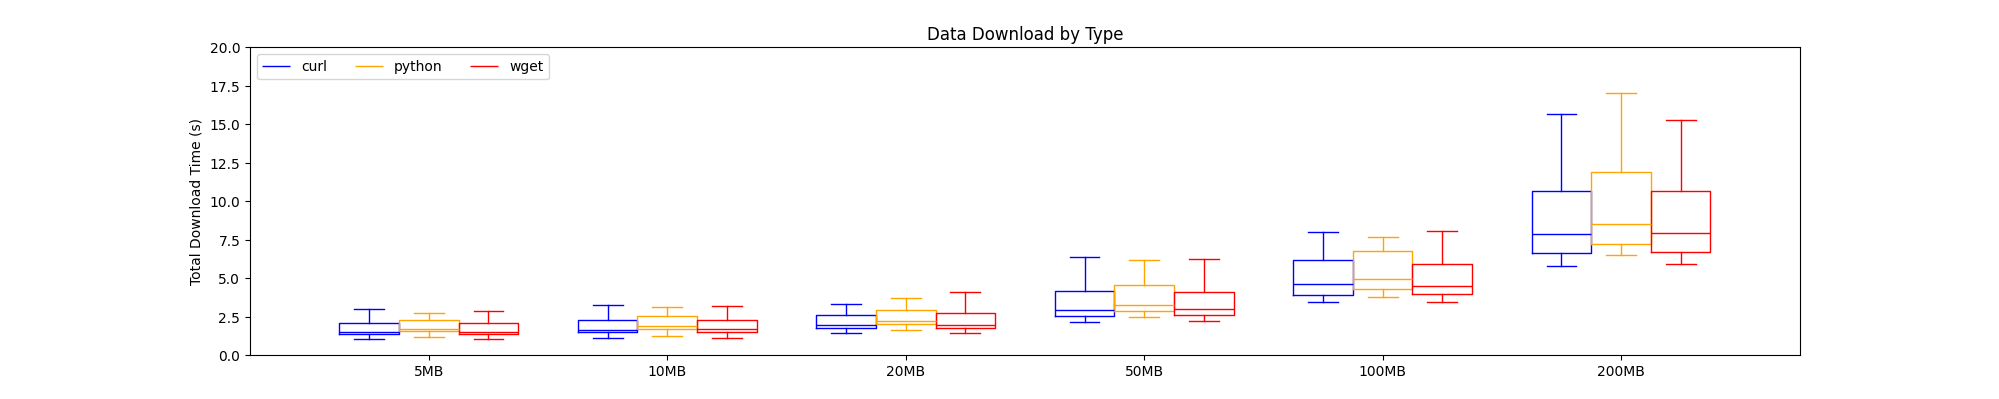 Data Download by Type
20.0
17.5
15.0
12.5
10.0
7.5
5.0
2.5
0.0
Total Download Time (s)
curl python wget
5MB 10MB 20MB 50MB 100MB 200MB